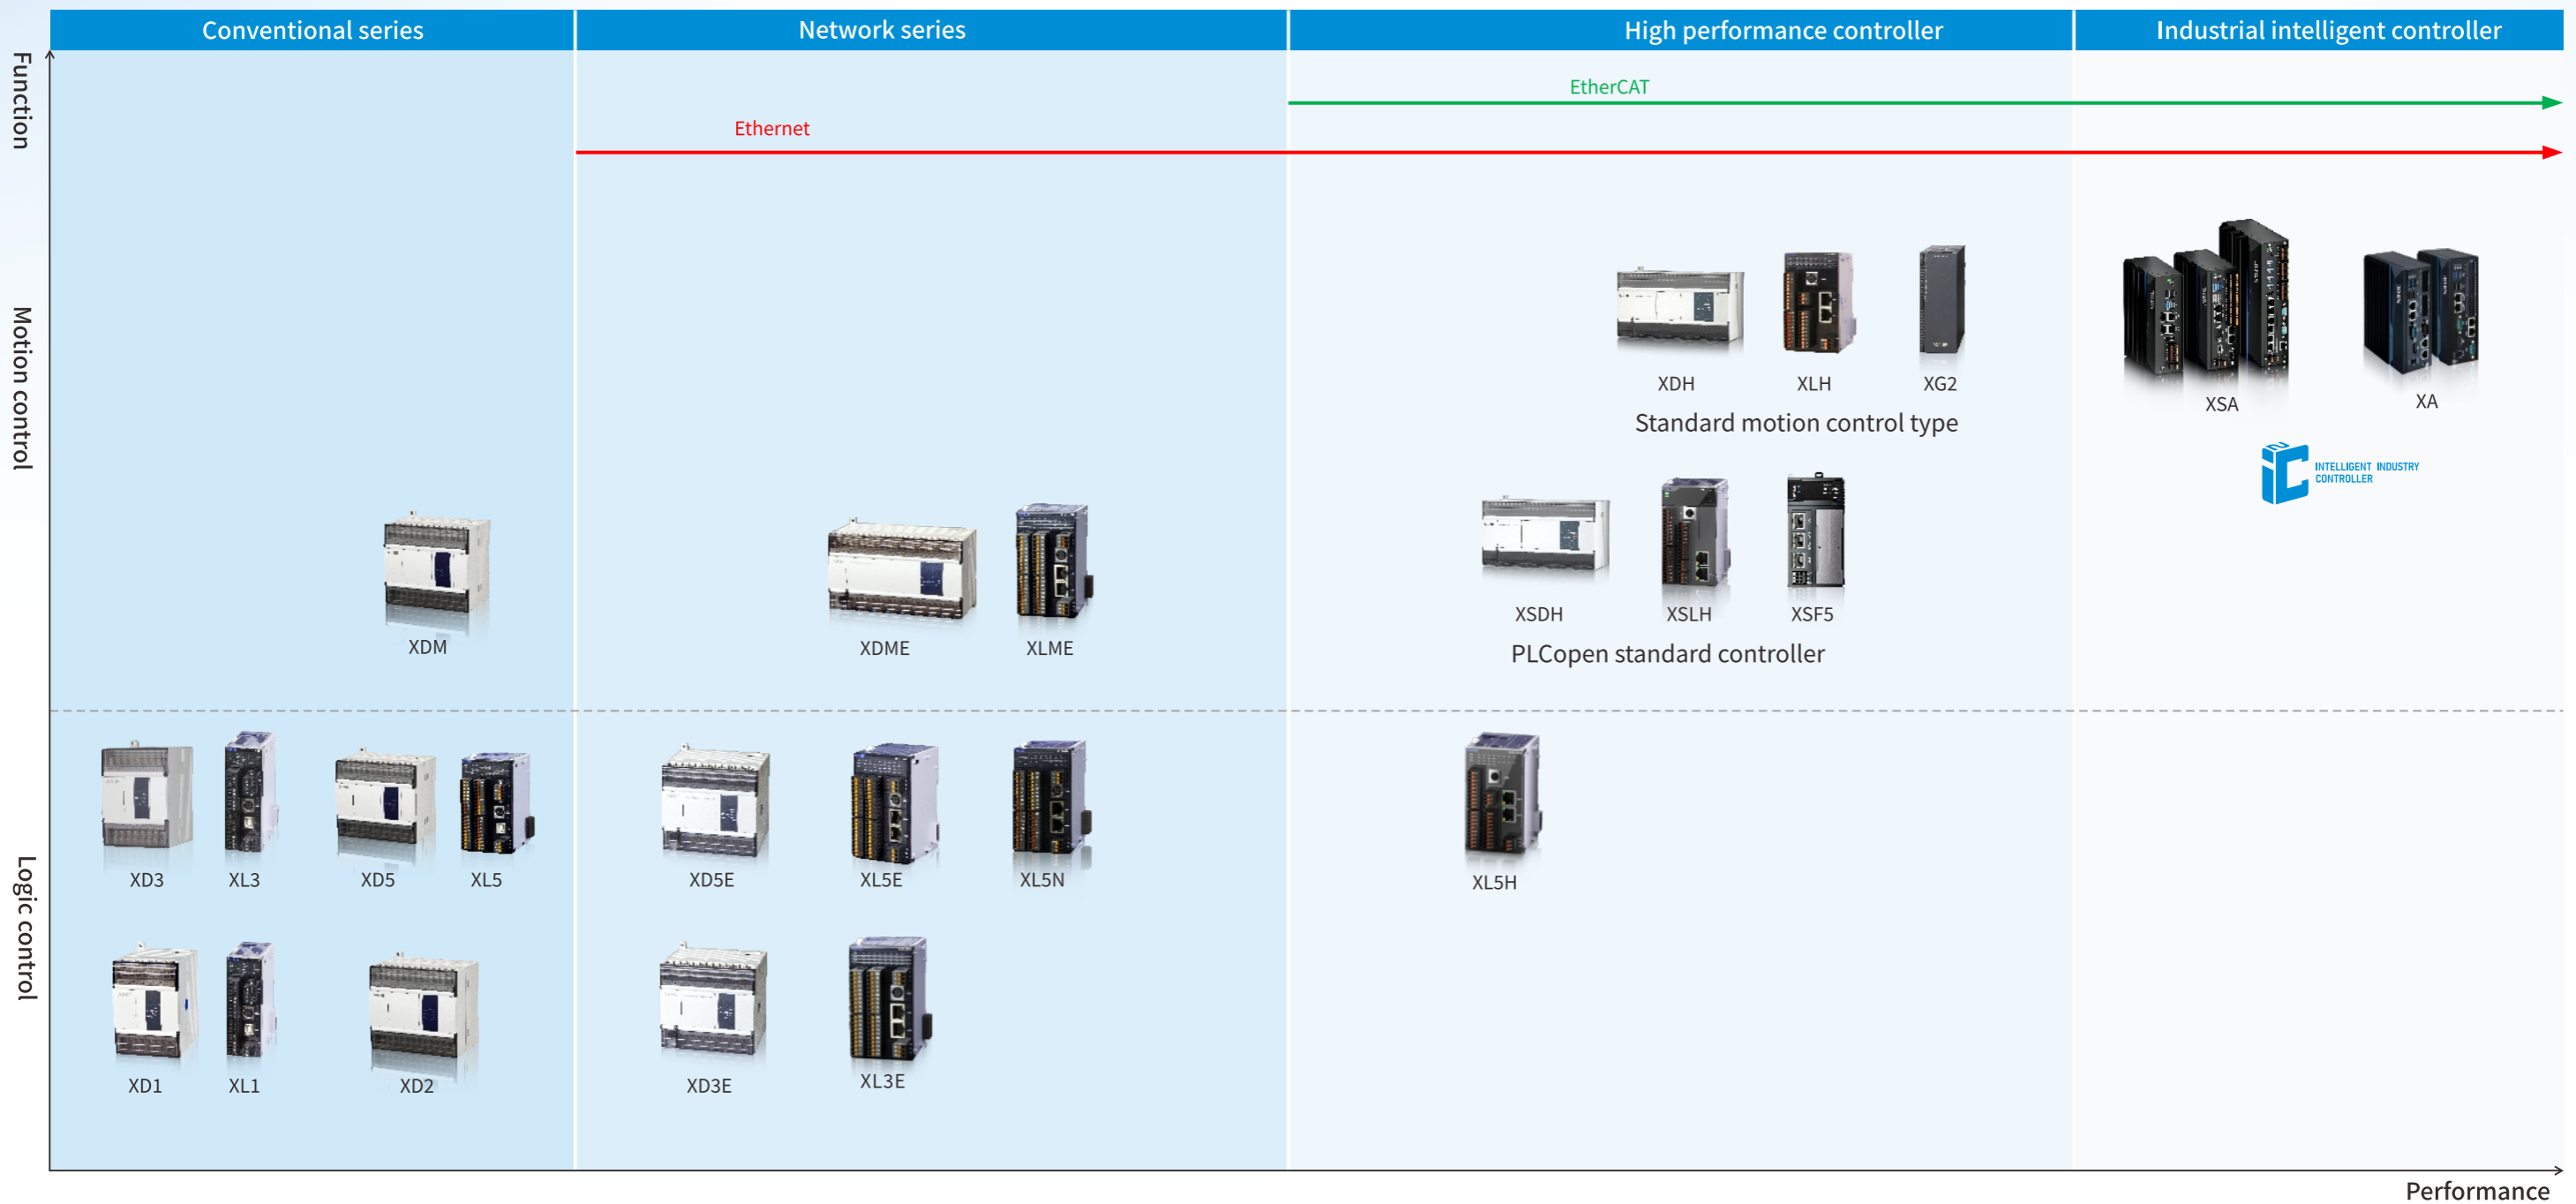 Conventional series
Network series
High performance controller
Industrial intelligent controller
Function
EtherCAT
Ethernet
Motion control
XDH
XLH
XG2
XSA
XA
Standard motion control type
INTELLIGENT INDUSTRY
CONTROLLER
XDM
XDME
XLME
XSDH
XSLH
XSF5
PLCopen standard controller
Logic control
XD3
XL3
XD5
XL5
XD5E
XL5E
XL5N
XL5H
XD1
XL1
XD2
XD3E
XL3E
Performance